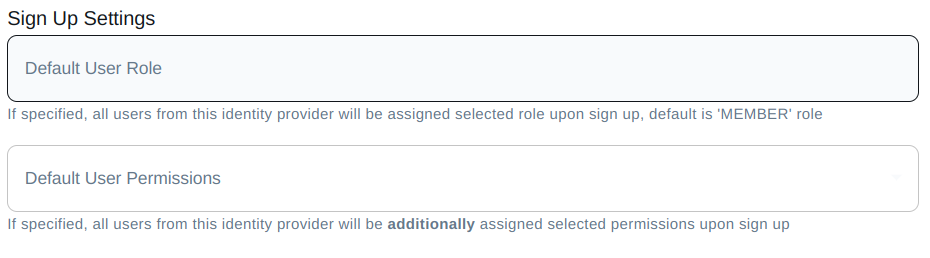 Sign Up Settings
Default User Role
If specified, all users from this identity provider will be assigned selected role upon sign up, default is 'MEMBER' role
Default User Permissions
If specified, all users from this identity provider will be additionally assigned selected permissions upon sign up